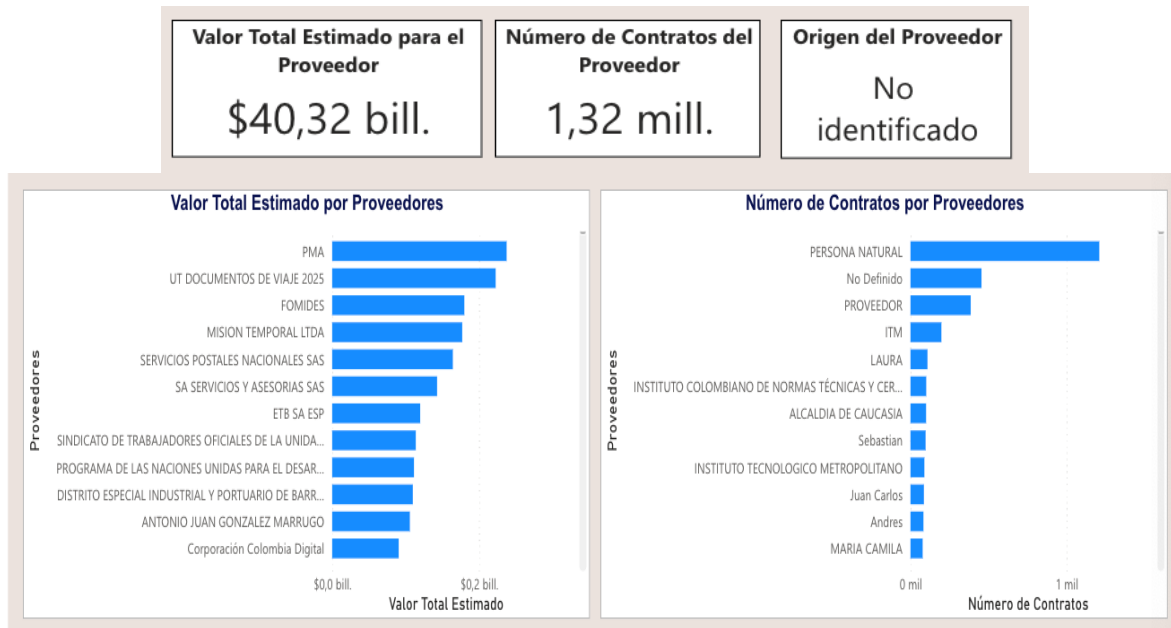 Valor Total Estimado para el
Proveedor
$40,32 bill.
Número de Contratos del
Proveedor
1,32 mill.
Origen del Proveedor
No
identificado
Valor Total Estimado por Proveedores
Proveedores
PMA
UT DOCUMENTOS DE VIAJE 2025
FOMIDES
MISION TEMPORAL LTDA
SERVICIOS POSTALES NACIONALES SAS
SA SERVICIOS Y ASESORIAS SAS
ETB SA ESP
SINDICATO DE TRABAJADORES OFICIALES DE LA UNIDA...
PROGRAMA DE LAS NACIONES UNIDAS PARA EL DESAR...
DISTRITO ESPECIAL INDUSTRIAL Y PORTUARIO DE BARR...
ANTONIO JUAN GONZALEZ MARRUGO
Corporación Colombia Digital
$0,0 bill. $0,2 bill.
Valor Total Estimado
Número de Contratos por Proveedores
Proveedores
PERSONA NATURAL
No Definido
PROVEEDOR
ITM
LAURA
INSTITUTO COLOMBIANO DE NORMAS TÉCNICAS Y CER...
ALCALDIA DE CAUCASIA
Sebastian
INSTITUTO TECNOLOGICO METROPOLITANO
Juan Carlos
Andres
MARIA CAMILA
0 mil 1 mil
Número de Contratos